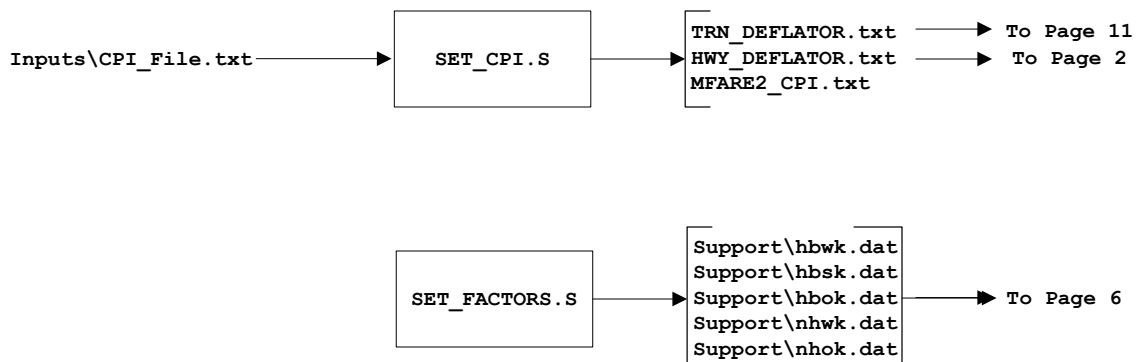 TRN_DEFLATOR.txt To Page 11
Inputs\CPI_File.txt SET_CPI.S HWY_DEFLATOR.txt To Page 2
MFARE2_CPI.txt
Support\hbwk.dat
Support\hbsk.dat
SET_FACTORS.S Support\hbok.dat To Page 6
Support\nhwk.dat
Support\nhok.dat